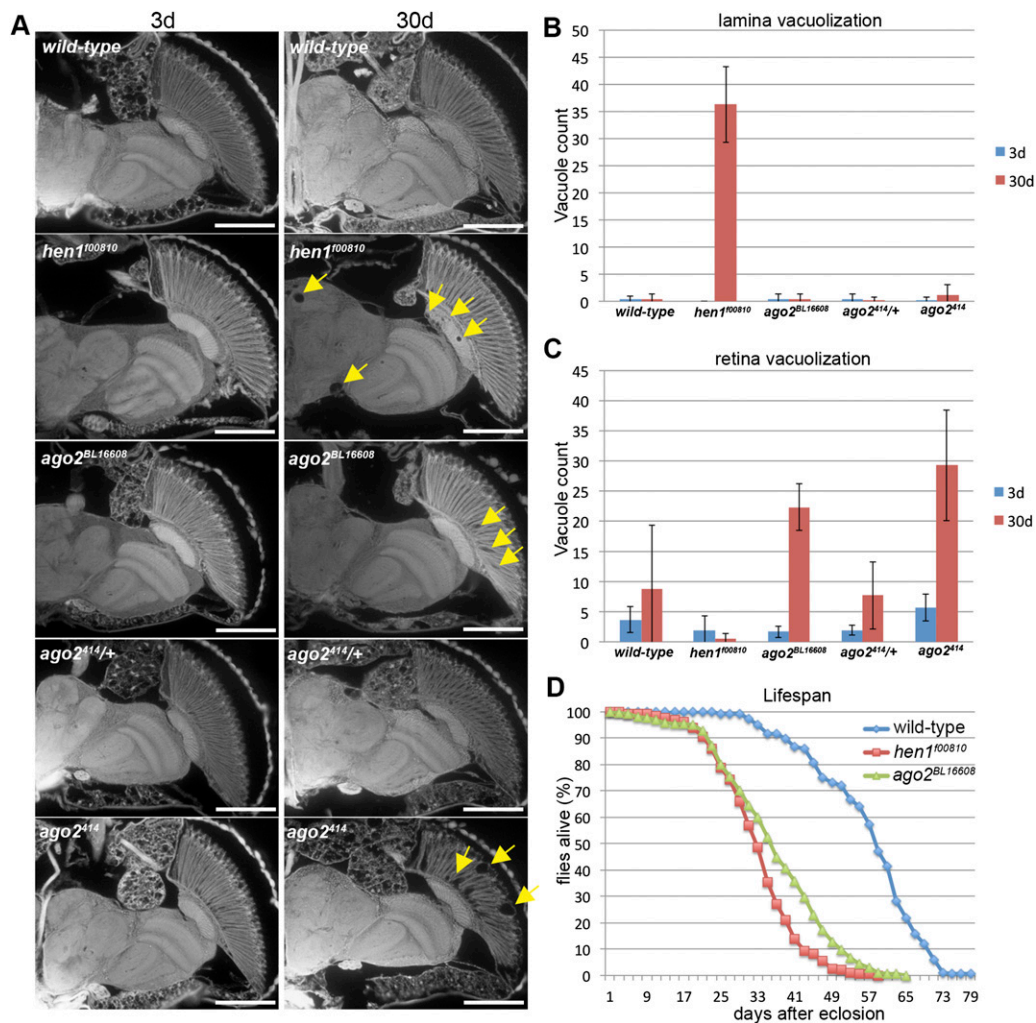 A
3d
30d
wild-type
hen1f00810
ago2BL16608
ago2414/+
ago2414
wild-type
hen1f00810
ago2BL16608
ago2414/+
ago2414
B
lamina vacuolization
Vacuole count
50
45
40
35
30
25
20
15
10
5
0
wild-type hen1f00810 ago2BL16608 ago2414/+ ago2414
3d
30d
C
retina vacuolization
Vacuole count
45
40
35
30
25
20
15
10
5
0
wild-type hen1f00810 ago2BL16608 ago2414/+ ago2414
3d
30d
D
Lifespan
flies alive (%)
100
90
80
70
60
50
40
30
20
10
0
1 9 17 25 33 41 49 57 65 73 79
days after eclosion
wild-type
hen1f00810
ago2BL16608